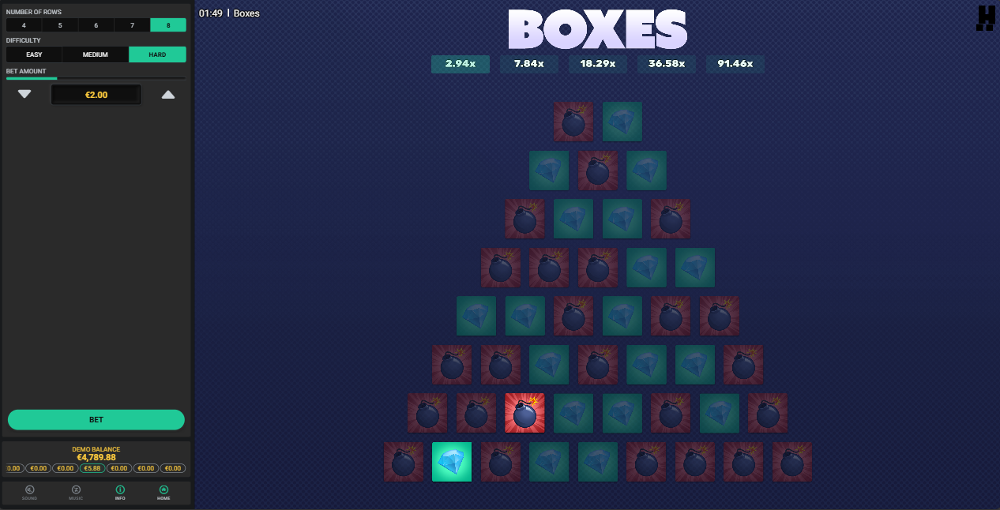 NUMBER OF ROWS
4 5 6 7 8
DIFFICULTY
EASY MEDIUM HARD
BET AMOUNT
€2.00
BET
DEMO BALANCE
€4,789.88
0.00 €0.00 €0.00 €5.88 €0.00 €0.00 €0.00
SOUND MUSIC INFO HOME
01:49 | Boxes
BOXES
2.94x 7.84x 18.29x 36.58x 91.46x
H